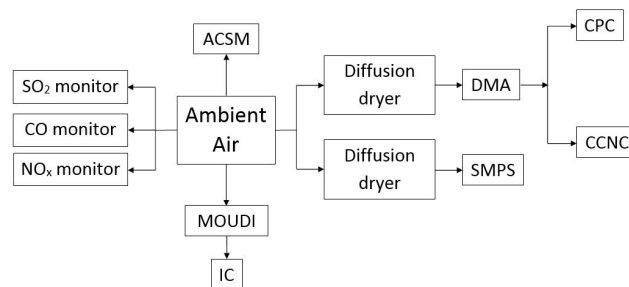 ACSM
SO₂ monitor
CO monitor
NOₓ monitor
Ambient
Air
MOUDI
IC
Diffusion
dryer
DMA
CPC
CCNC
Diffusion
dryer
SMPS